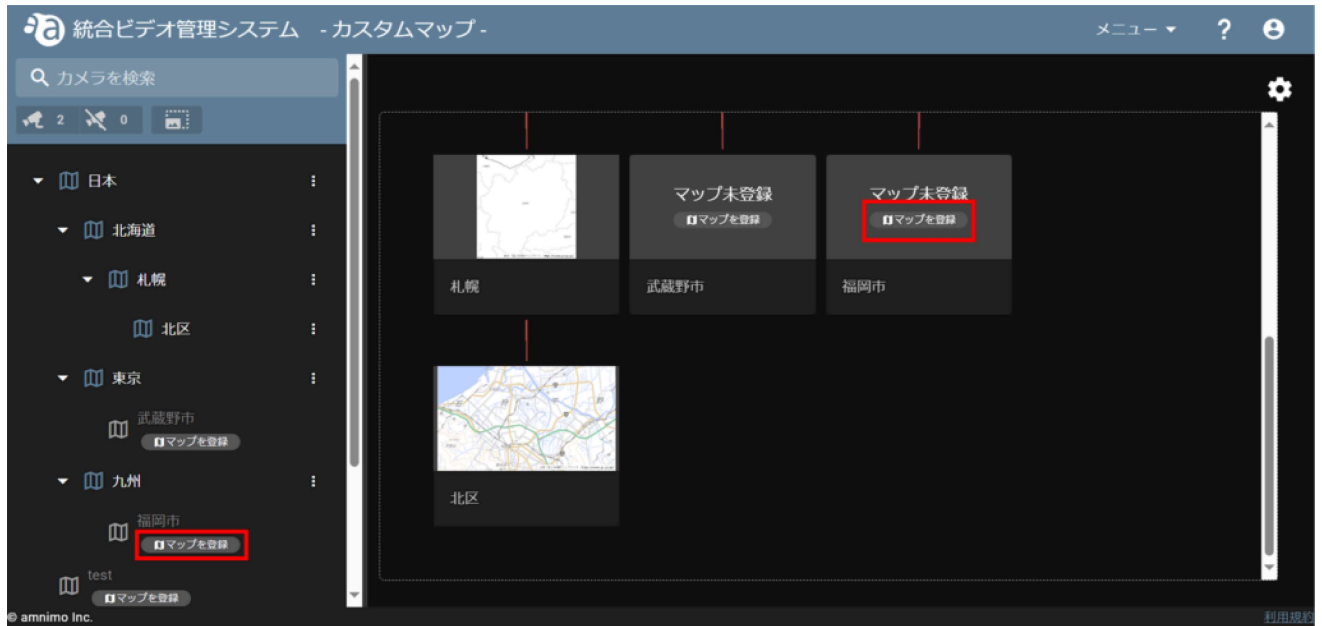 統合ビデオ管理システム - カスタムマップ -
メニュー
?
カメラを検索
2 0
日本
北海道
札幌
北区
東京
武蔵野市
マップを登録
九州
福岡市
マップを登録
test
マップを登録
札幌
マップ未登録
マップを登録
武蔵野市
マップ未登録
マップを登録
福岡市
北区
© amnimo Inc.
利用規約